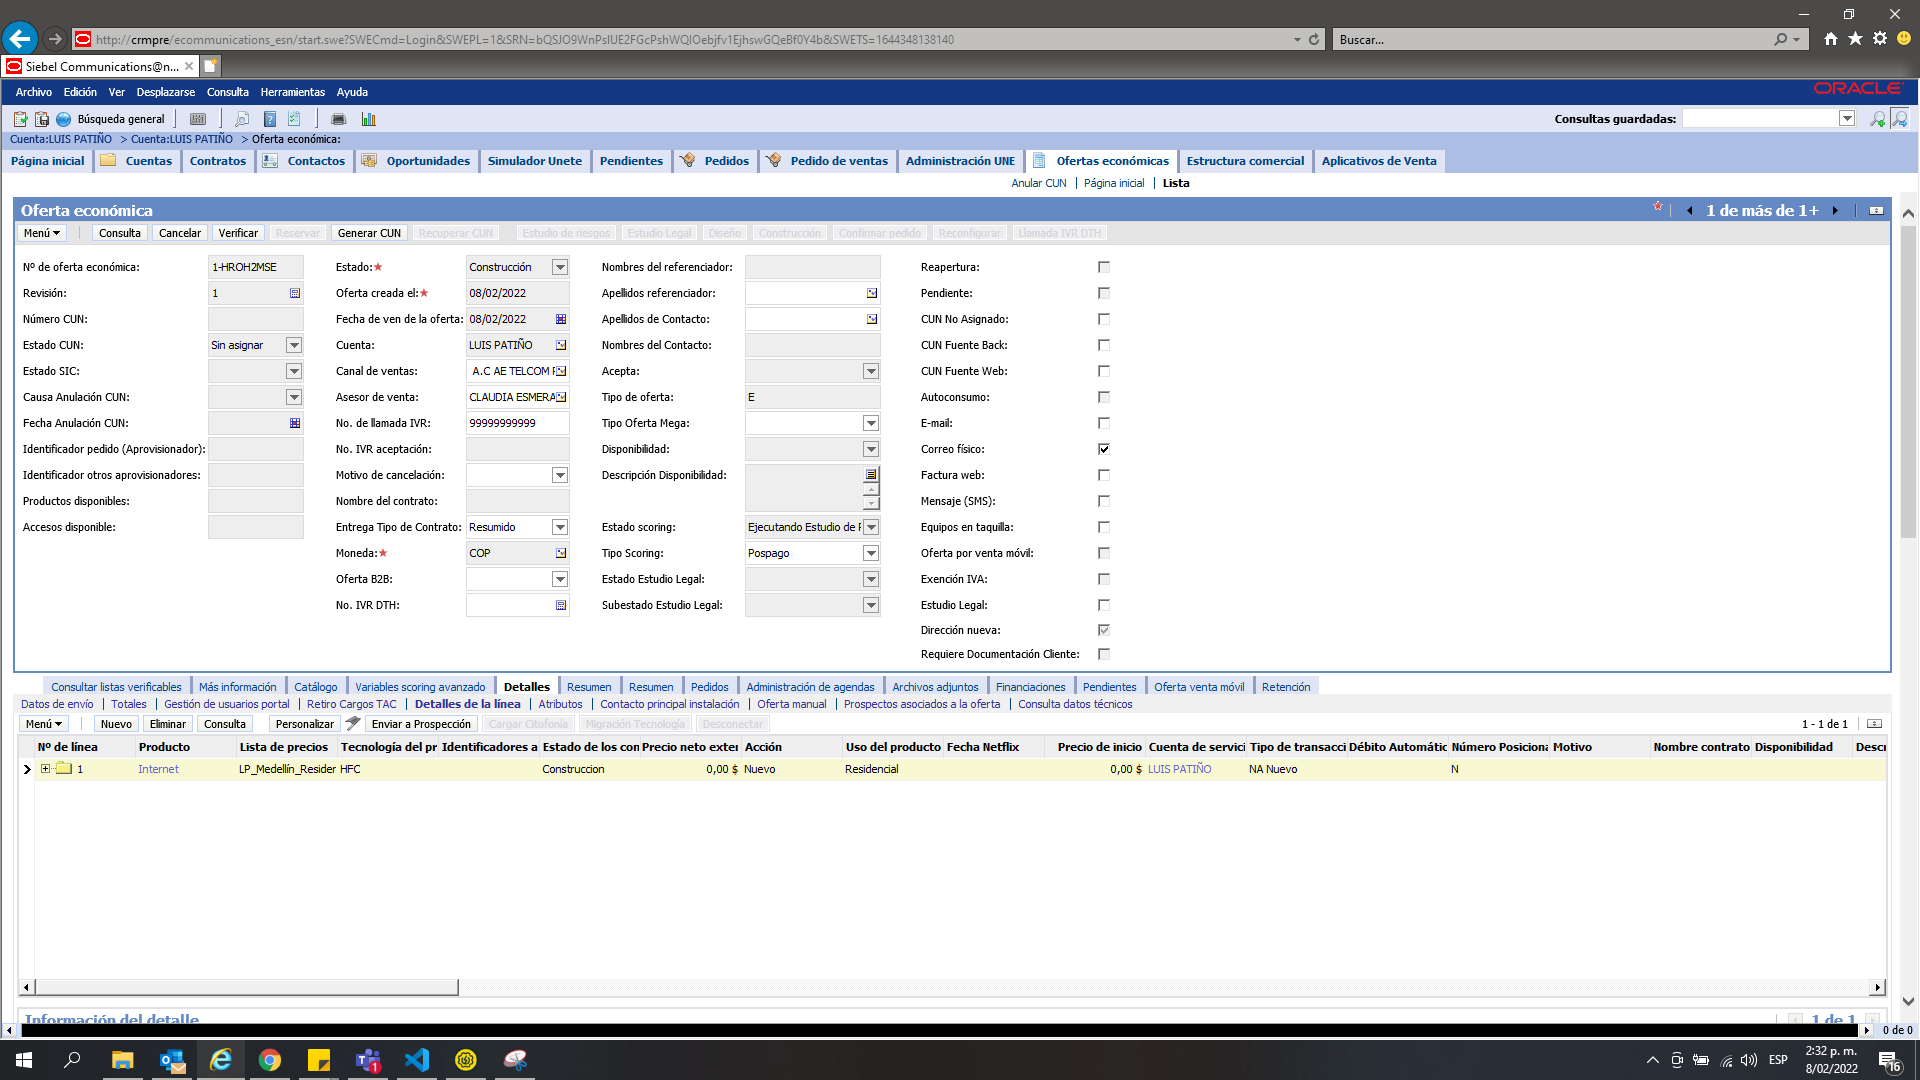 http://crmpre/ecommunications_esn/start.swe?SWECmd=Login&SWEPL=1&SRN=bQSJO9WnPsIUE2FGcPshWQIOebjfv1EjhswGQeBf0Y4b&SWETS=1644348138140
Buscar...
Siebel Communications@n...
Archivo Edición Ver Desplazarse Consulta Herramientas Ayuda
ORACLE
Búsqueda general
Consultas guardadas:
Cuenta:LUIS PATIÑO > Cuenta:LUIS PATIÑO > Oferta económica:
Página inicial Cuentas Contratos Contactos Oportunidades Simulador Unete Pendientes Pedidos Pedido de ventas Administración UNE Ofertas económicas Estructura comercial Aplicativos de Venta
Anular CUN | Página inicial | Lista
Oferta económica
1 de más de 1+
Menú Consulta Cancelar Verificar Reservar Generar CUN Recuperar CUN Estudio de riesgos Estudio Legal Diseño Construcción Confirmar pedido Reconfigurar Llamada IVR DTH
Nº de oferta económica: 1-HROH2MSE Estado: Construcción Nombres del referenciador: Reapertura:
Revisión: 1 Oferta creada el: 08/02/2022 Apellidos referenciador: Pendiente:
Número CUN: Fecha de ven de la oferta: 08/02/2022 Apellidos de Contacto: CUN No Asignado:
Estado CUN: Sin asignar Cuenta: LUIS PATIÑO Nombres del Contacto: CUN Fuente Back:
Estado SIC: Canal de ventas: A.C AE TELCOM Acepta: CUN Fuente Web:
Causa Anulación CUN: Asesor de venta: CLAUDIA ESMERA Tipo de oferta: E Autoconsumo:
Fecha Anulación CUN: No. de llamada IVR: 99999999999 Tipo Oferta Mega: E-mail:
Identificador pedido (Aprovisionador): No. IVR aceptación: Disponibilidad: Correo físico:
Identificador otros aprovisionadores: Motivo de cancelación: Descripción Disponibilidad: Factura web:
Productos disponibles: Nombre del contrato: Mensaje (SMS):
Accesos disponible: Entrega Tipo de Contrato: Resumido Estado scoring: Ejecutando Estudio de Equipos en taquilla:
Moneda: COP Tipo Scoring: Pospago Oferta por venta móvil:
Oferta B2B: Estado Estudio Legal: Exención IVA:
No. IVR DTH: Subestado Estudio Legal: Estudio Legal:
Dirección nueva:
Requiere Documentación Cliente:
Consultar listas verificables Más información Catálogo Variables scoring avanzado Detalles Resumen Resumen Pedidos Administración de agendas Archivos adjuntos Financiaciones Pendientes Oferta venta móvil Retención
Datos de envío | Totales | Gestión de usuarios portal | Retiro Cargos TAC | Detalles de la línea | Atributos | Contacto principal instalación | Oferta manual | Prospectos asociados a la oferta | Consulta datos técnicos
Menú Nuevo Eliminar Consulta Personalizar Enviar a Prospección Cargar Citofonía Migración Tecnología Desconectar 1 - 1 de 1
Nº de línea Producto Lista de precios Tecnología del pr Identificadores a Estado de los con Precio neto exter Acción Uso del producto Fecha Netflix Precio de inicio Cuenta de servici Tipo de transacci Débito Automátic Número Posiciona Motivo Nombre contrato Disponibilidad Descr
1 Internet LP_Medellín_Resider HFC Construccion 0,00 $ Nuevo Residencial 0,00 $ LUIS PATIÑO NA Nuevo N
Información del detalle 1 de 1
0 de 0
1
ESP
2:32 p. m.
8/02/2022
16